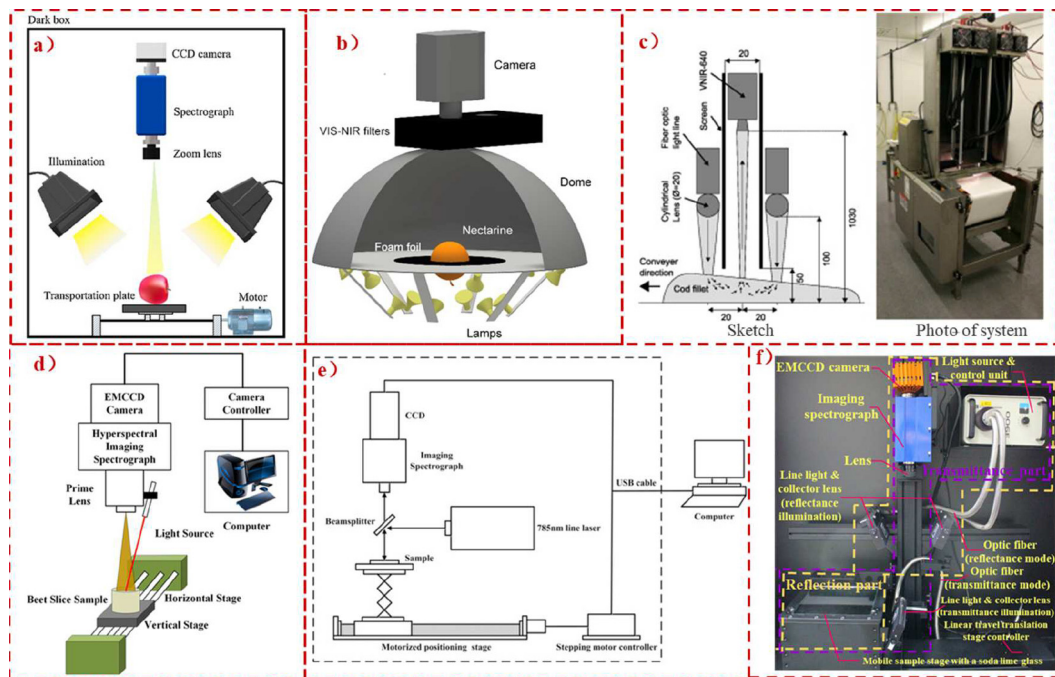 Dark box
a)
CCD camera
Spectrograph
Zoom lens
Illumination
Transportation plate
Motor
b)
Camera
VIS-NIR filters
Dome
Nectarine
Foam foil
Lamps
c)
20
VNIR-640
Screen
Fiber optic
light line
Cylindrical
Lens (Ø=20)
1030
100
50
Conveyer
direction
Cod fillet
20
20
Sketch
Photo of system
d)
EMCCD
Camera
Camera
Controller
Hyperspectral
Imaging
Spectrograph
Prime
Lens
Computer
Light Source
Beet Slice Sample
Horizontal Stage
Vertical Stage
e)
CCD
Imaging
Spectrograph
USB cable
Computer
Beamsplitter
785nm line laser
Sample
Motorized positioning stage
Stepping motor controller
f)
Light source &
control unit
EMCCD camera
Imaging
spectrograph
Lens
Transmittance part
Line light &
collector lens
(reflectance
illumination)
Optic fiber
(reflectance mode)
Optic fiber
(transmittance mode)
Reflection part
Line light & collector lens
(transmittance illumination)
Linear travel translation
stage controller
Mobile sample stage with a soda lime glass